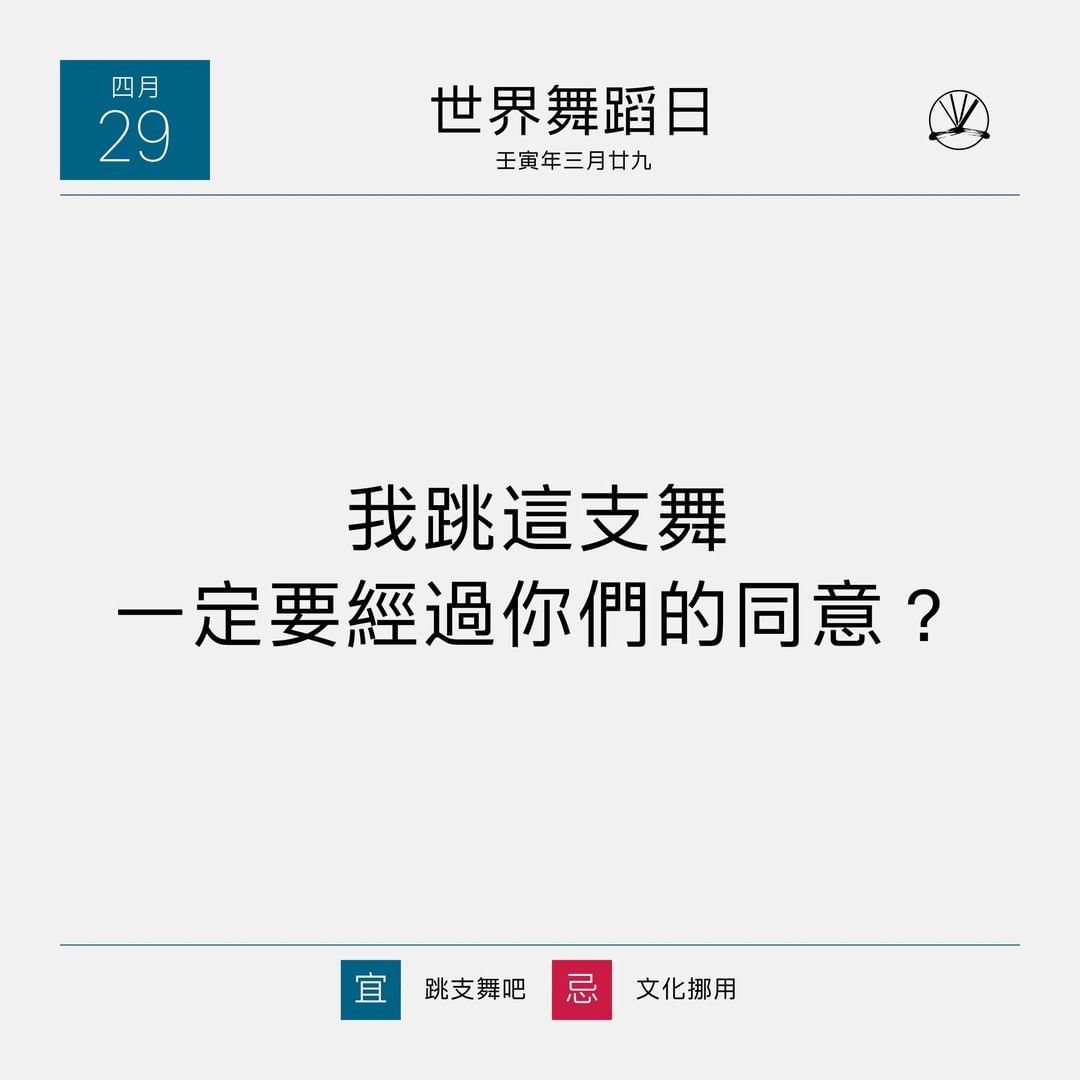 四月
29
世界舞蹈日
壬寅年三月廿九
我跳這支舞
一定要經過你們的同意？
宜 跳支舞吧 忌 文化挪用